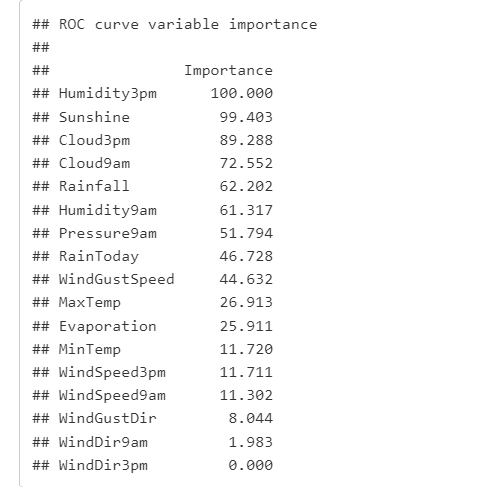 ## ROC curve variable importance
##
##                Importance
## Humidity3pm      100.000
## Sunshine          99.403
## Cloud3pm          89.288
## Cloud9am          72.552
## Rainfall          62.202
## Humidity9am       61.317
## Pressure9am       51.794
## RainToday         46.728
## WindGustSpeed     44.632
## MaxTemp           26.913
## Evaporation       25.911
## MinTemp           11.720
## WindSpeed3pm      11.711
## WindSpeed9am      11.302
## WindGustDir        8.044
## WindDir9am         1.983
## WindDir3pm         0.000